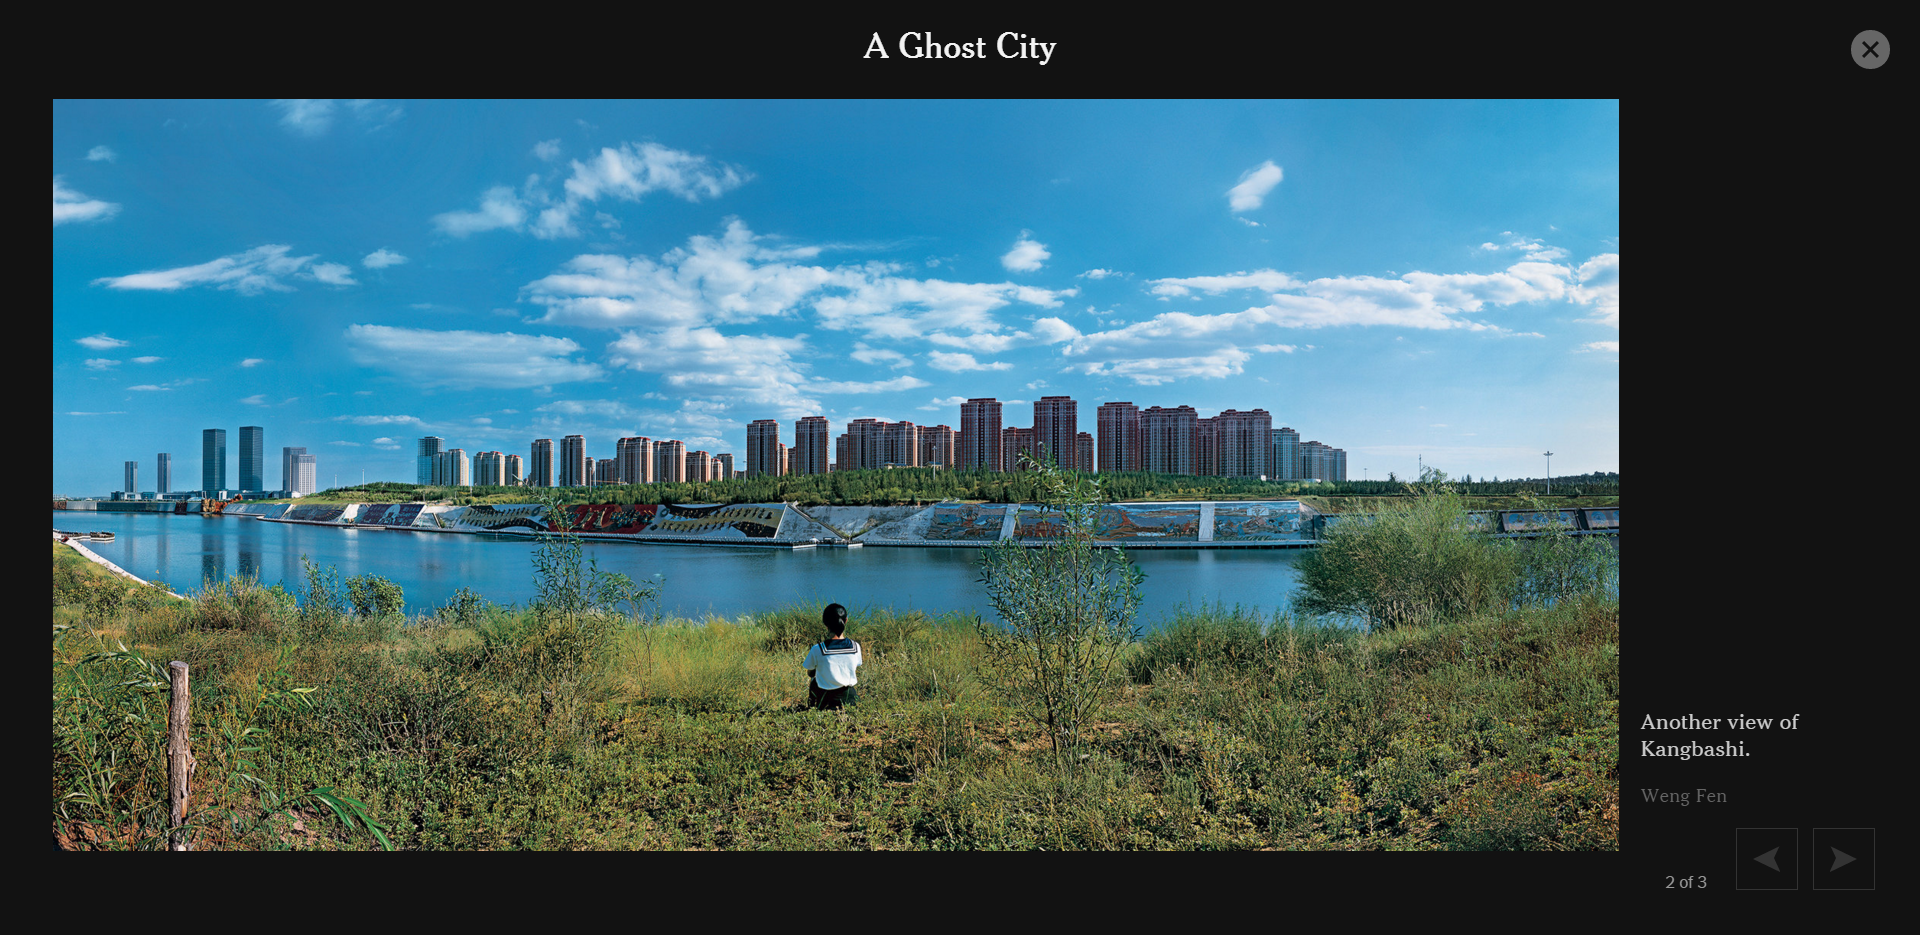 A Ghost City
Another view of
Kangbashi.
Weng Fen
2 of 3